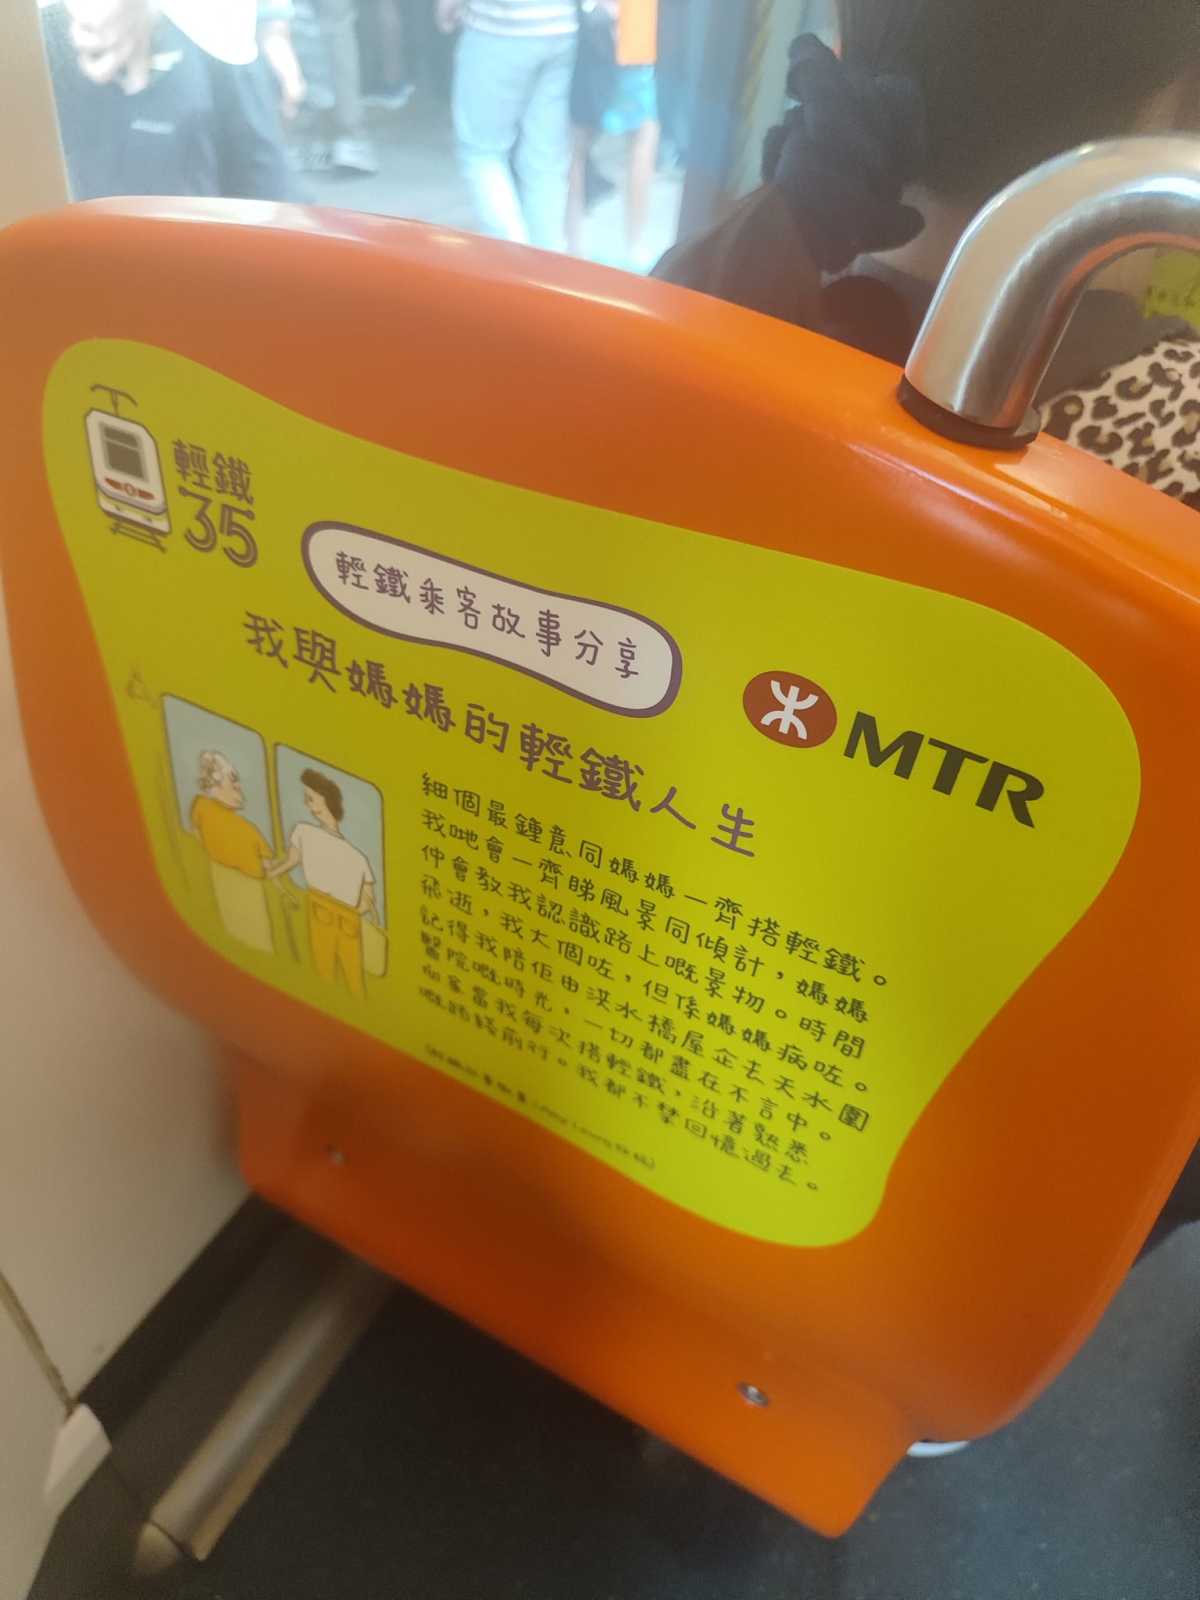 輕鐵
35
輕鐵乘客故事分享
我與媽媽的輕鐵人生
MTR
細個最鍾意同媽媽一齊搭輕鐵。
我哋會一齊睇風景同傾計，媽媽
仲會教我認識路上嘅景物。時間
飛逝，我大個咗，但係媽媽病咗。
記得我陪佢由洪水橋屋企去天水圍
醫院嘅時光，一切都盡在不言中。
如今當我每次搭輕鐵，沿著熟悉
嘅路綫前行。我都不禁回憶過去。